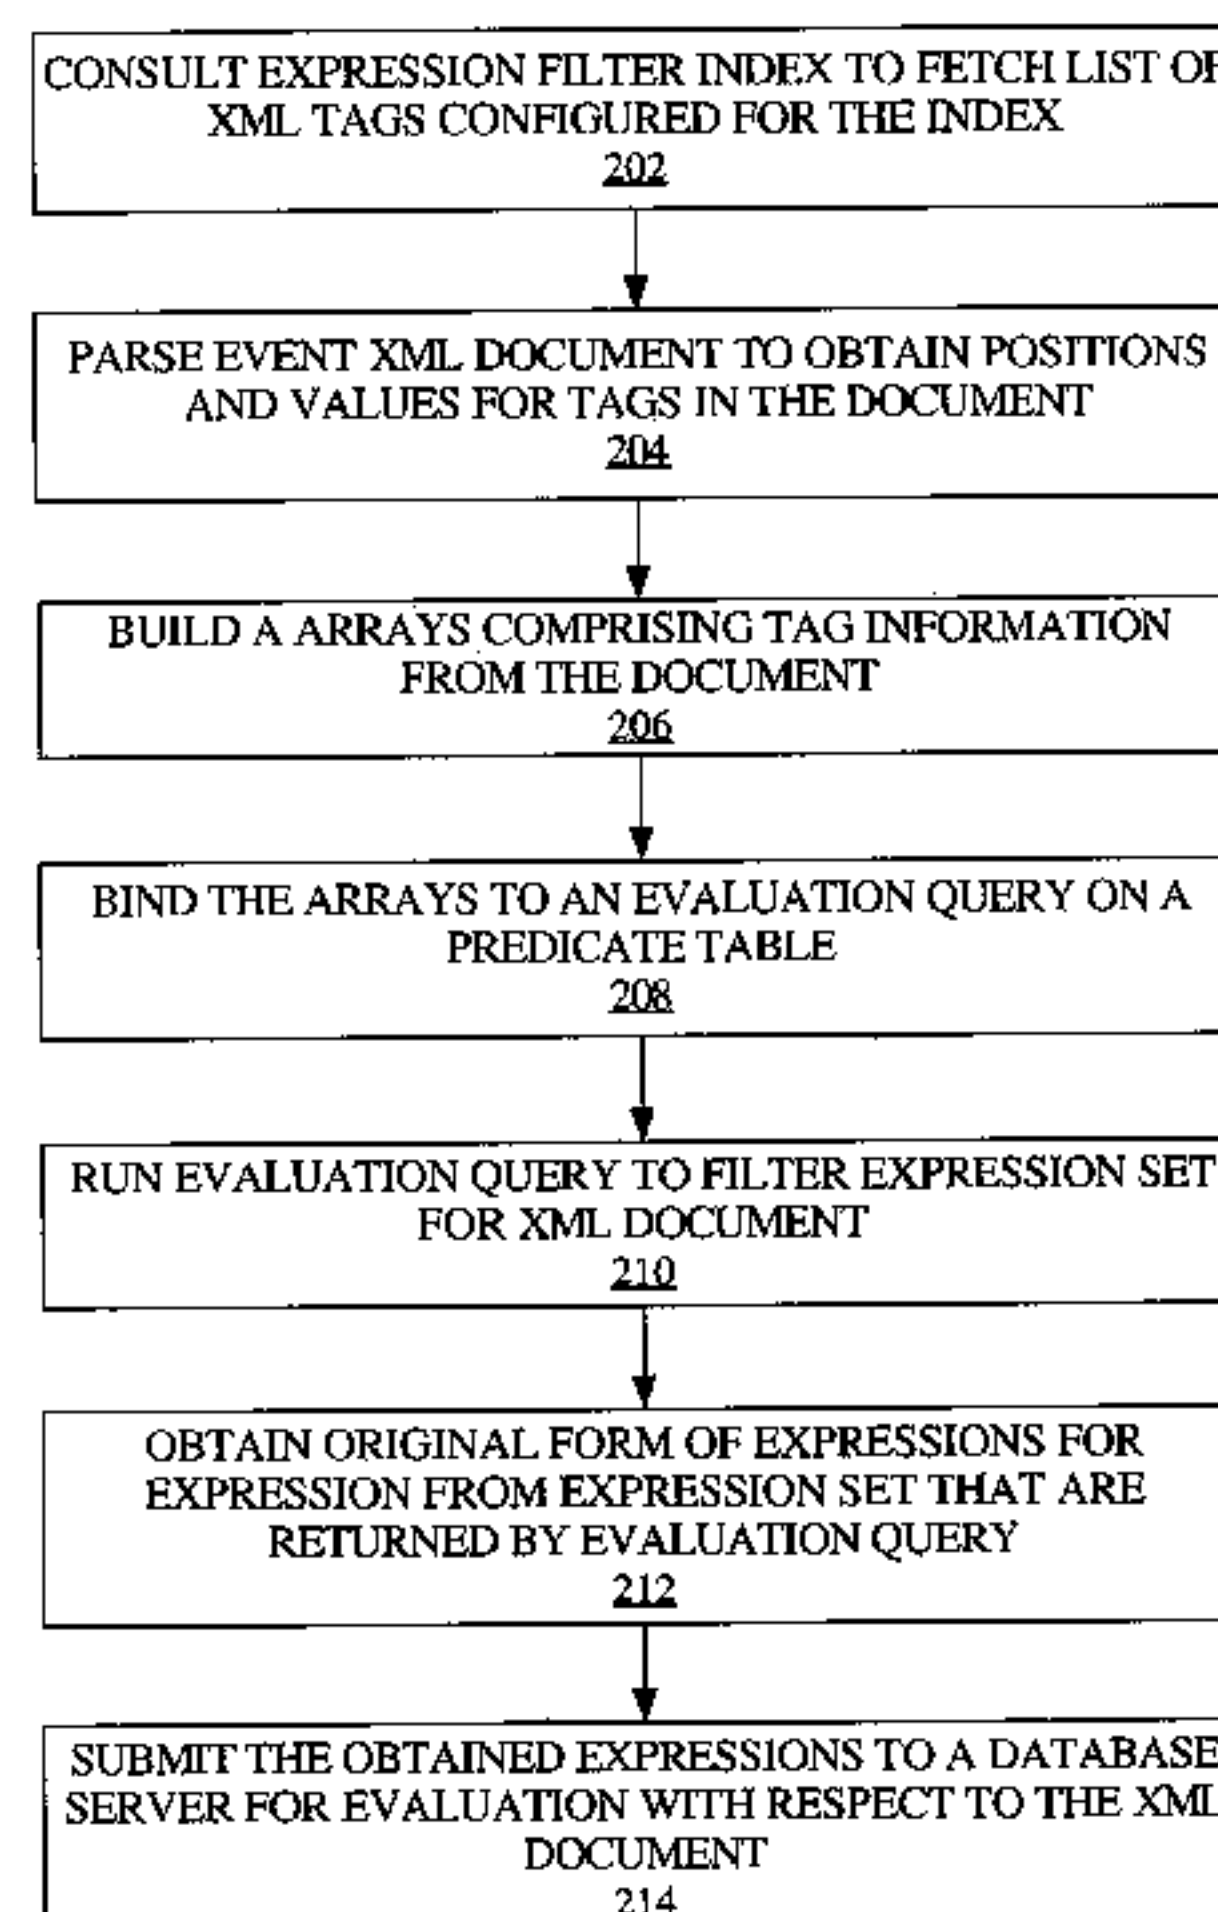 CONSULT EXPRESSION FILTER INDEX TO FETCH LIST OF
XML TAGS CONFIGURED FOR THE INDEX
202
PARSE EVENT XML DOCUMENT TO OBTAIN POSITIONS
AND VALUES FOR TAGS IN THE DOCUMENT
204
BUILD A ARRAYS COMPRISING TAG INFORMATION
FROM THE DOCUMENT
206
BIND THE ARRAYS TO AN EVALUATION QUERY ON A
PREDICATE TABLE
208
RUN EVALUATION QUERY TO FILTER EXPRESSION SET
FOR XML DOCUMENT
210
OBTAIN ORIGINAL FORM OF EXPRESSIONS FOR
EXPRESSION FROM EXPRESSION SET THAT ARE
RETURNED BY EVALUATION QUERY
212
SUBMIT THE OBTAINED EXPRESSIONS TO A DATABASE
SERVER FOR EVALUATION WITH RESPECT TO THE XML
DOCUMENT
214